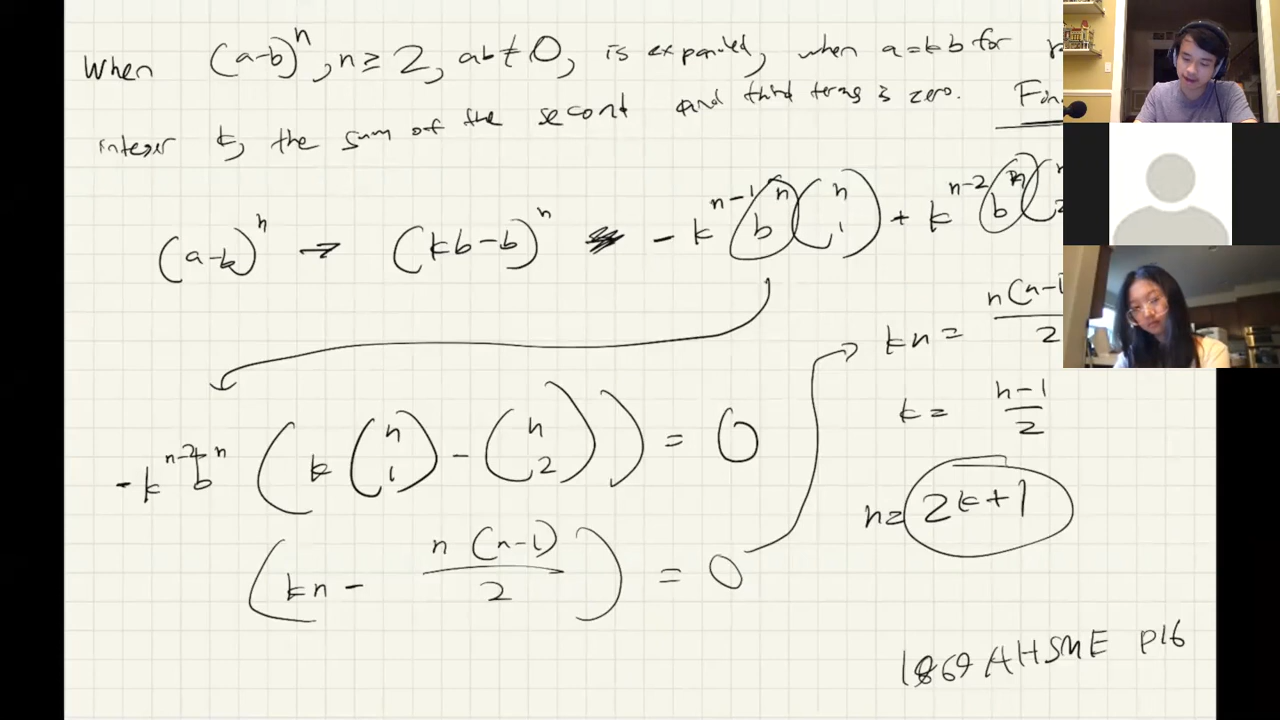 When (a-b)^n, n ≥ 2, ab ≠ 0, is expanded, when a=kb for
integer k, the sum of the second and third terms is zero.
(a-b)^n → (kb-b)^n - k^{n-1} b^n (n 1) + k^{n-2} b^n
kn = n(n-1) / 2
k = n-1 / 2
-k^{n-2} b^n ( k (n 1) - (n 2) ) = 0
n= 2k+1
( kn - n(n-1) / 2 ) = 0
1969 AHSME P16